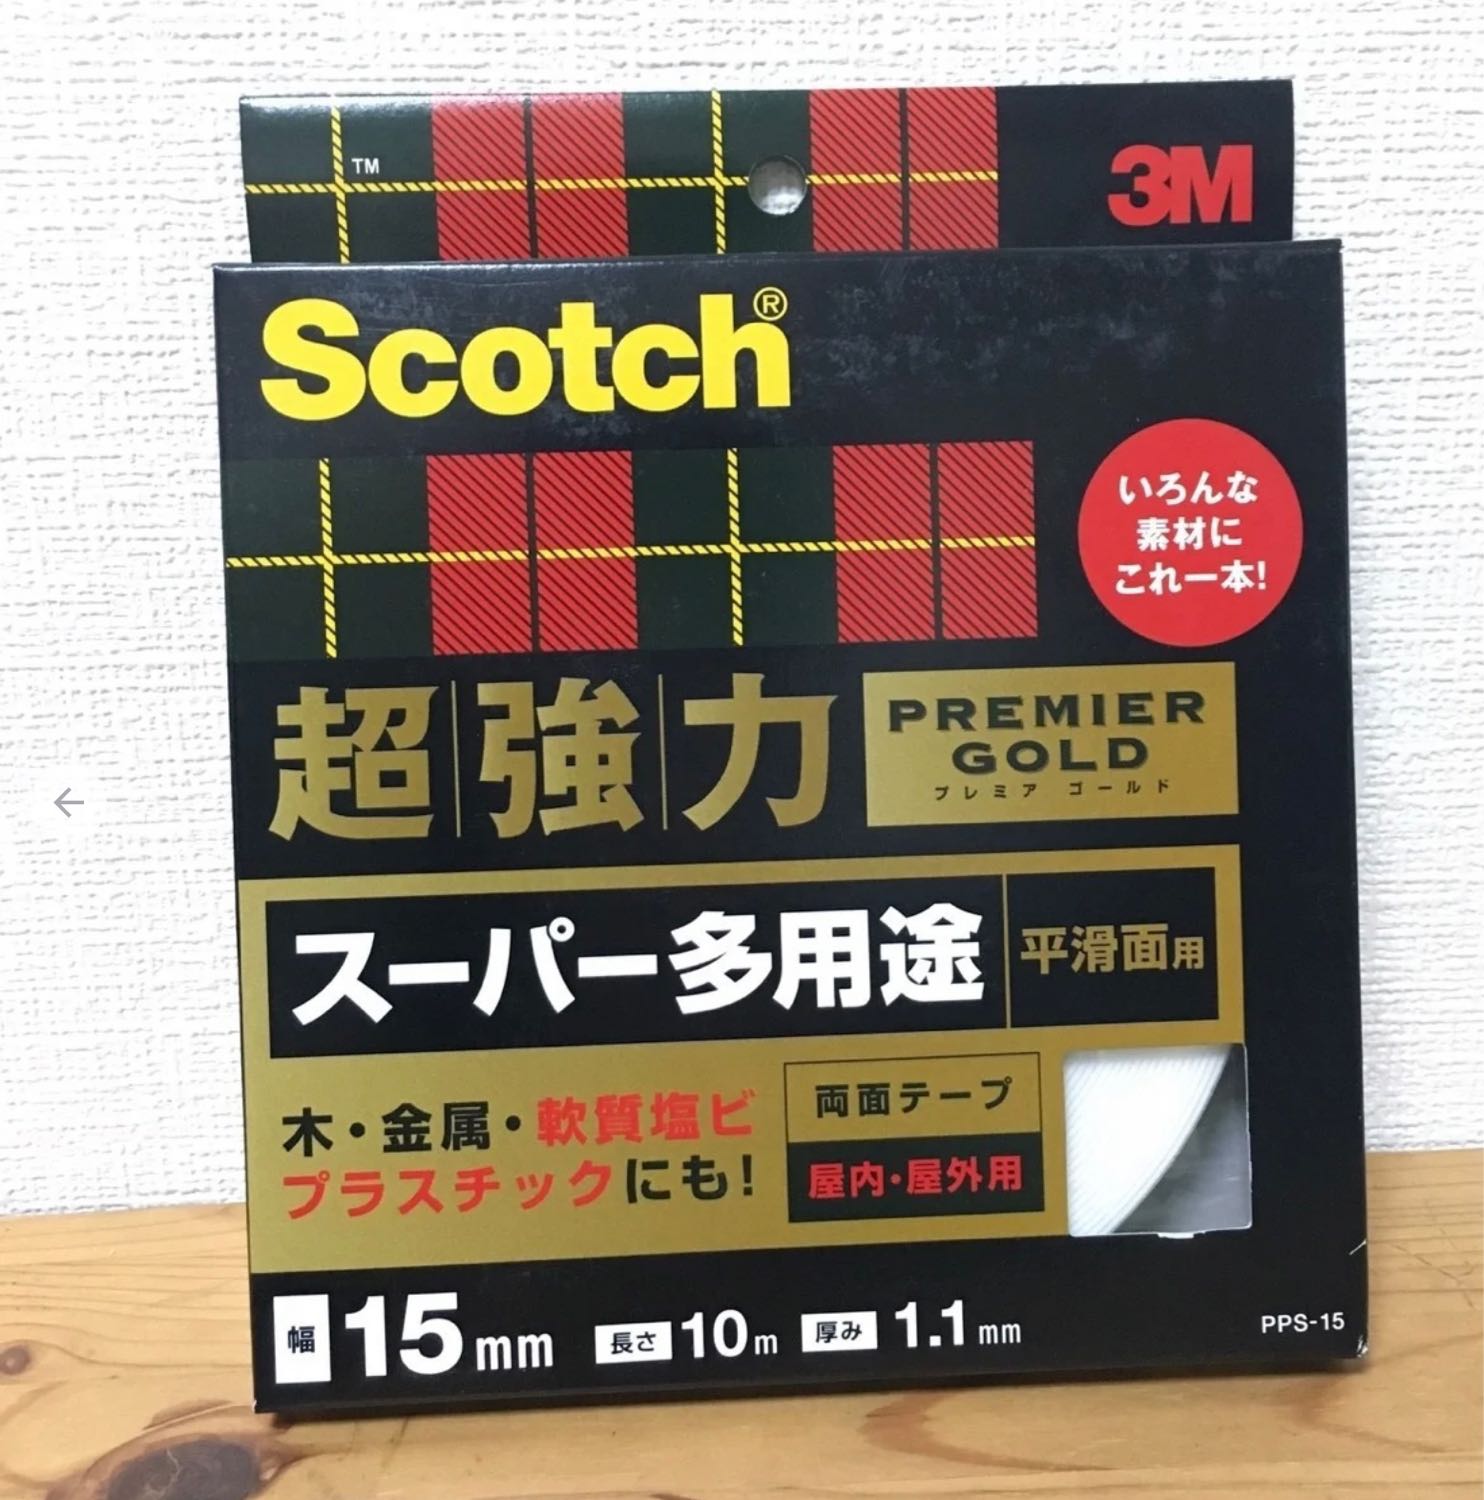 TM
3M
Scotch®
いろんな
素材に
これ一本!
超強力
PREMIER
GOLD
プレミア ゴールド
スーパー多用途
平滑面用
木・金属・軟質塩ビ
プラスチックにも!
両面テープ
屋内・屋外用
幅 15mm 長さ 10m 厚み 1.1mm
PPS-15